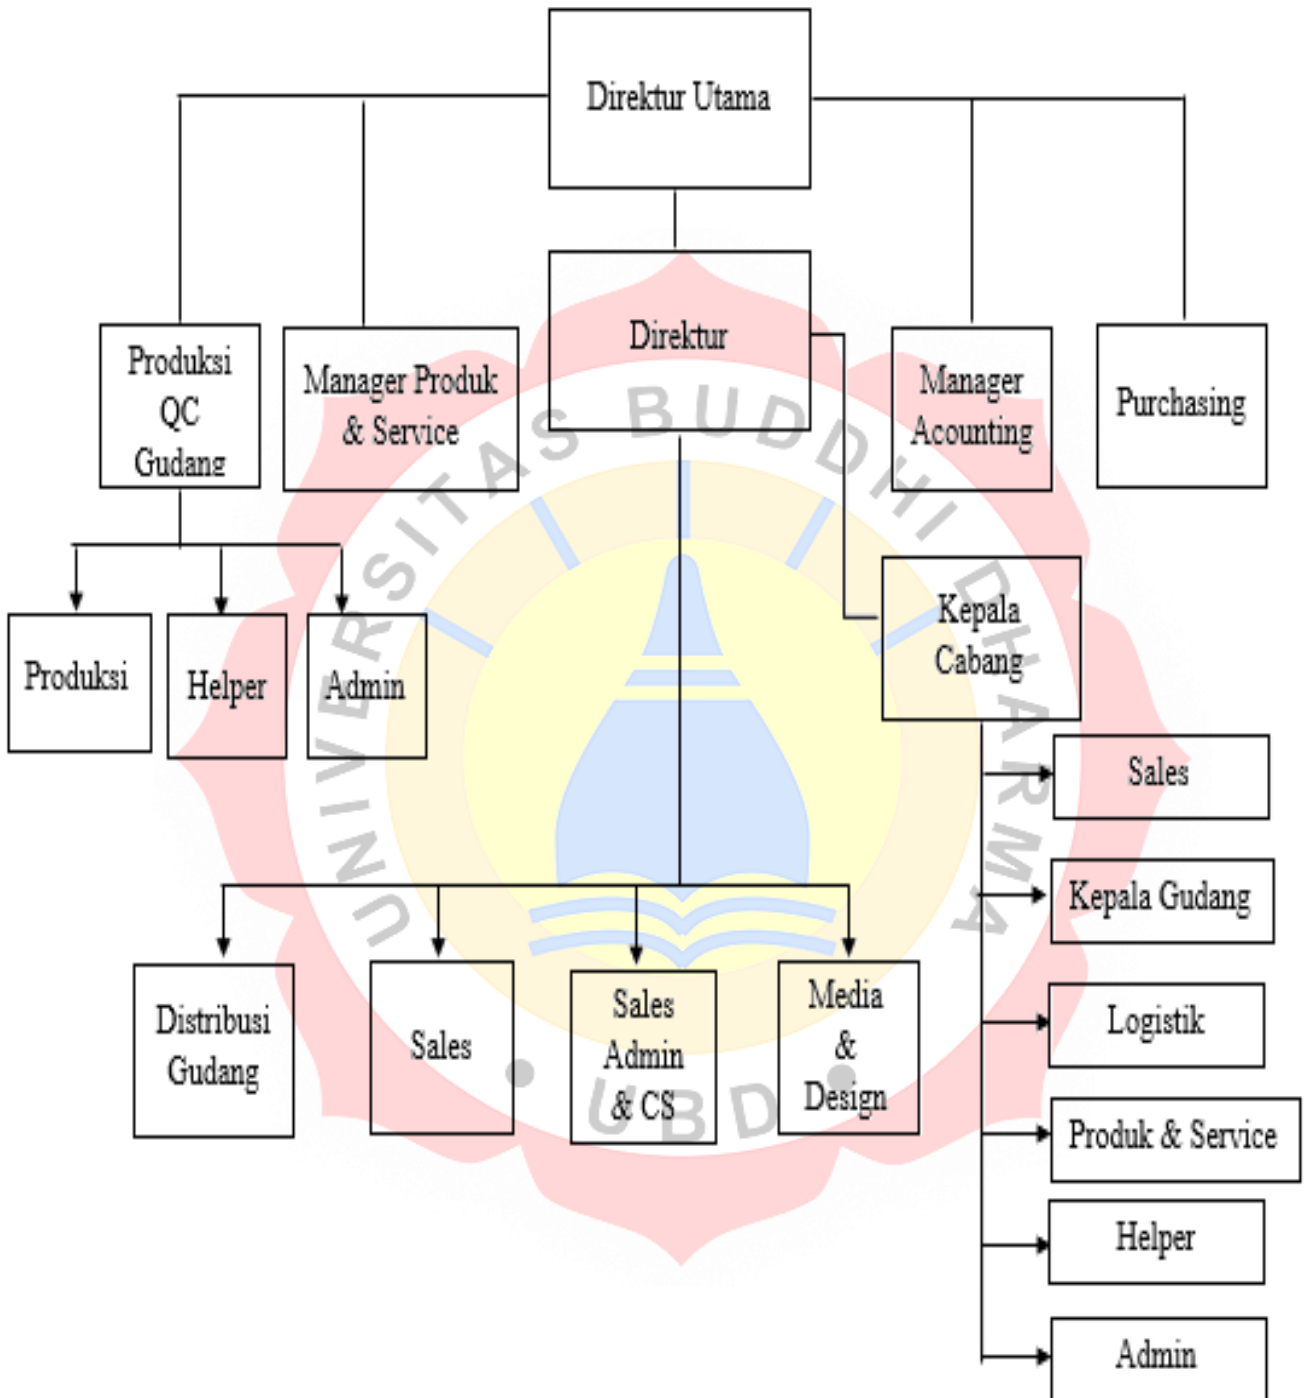 Direktur Utama
Direktur
Produksi
QC
Gudang
Manager Produk
& Service
Manager
Acounting
Purchasing
Kepala
Cabang
Produksi
Helper
Admin
Sales
Kepala Gudang
Logistik
Produk & Service
Helper
Admin
Distribusi
Gudang
Sales
Sales
Admin
& CS
Media
&
Design
UNIVERSITAS BUDDHI DHARMA
• UBD •